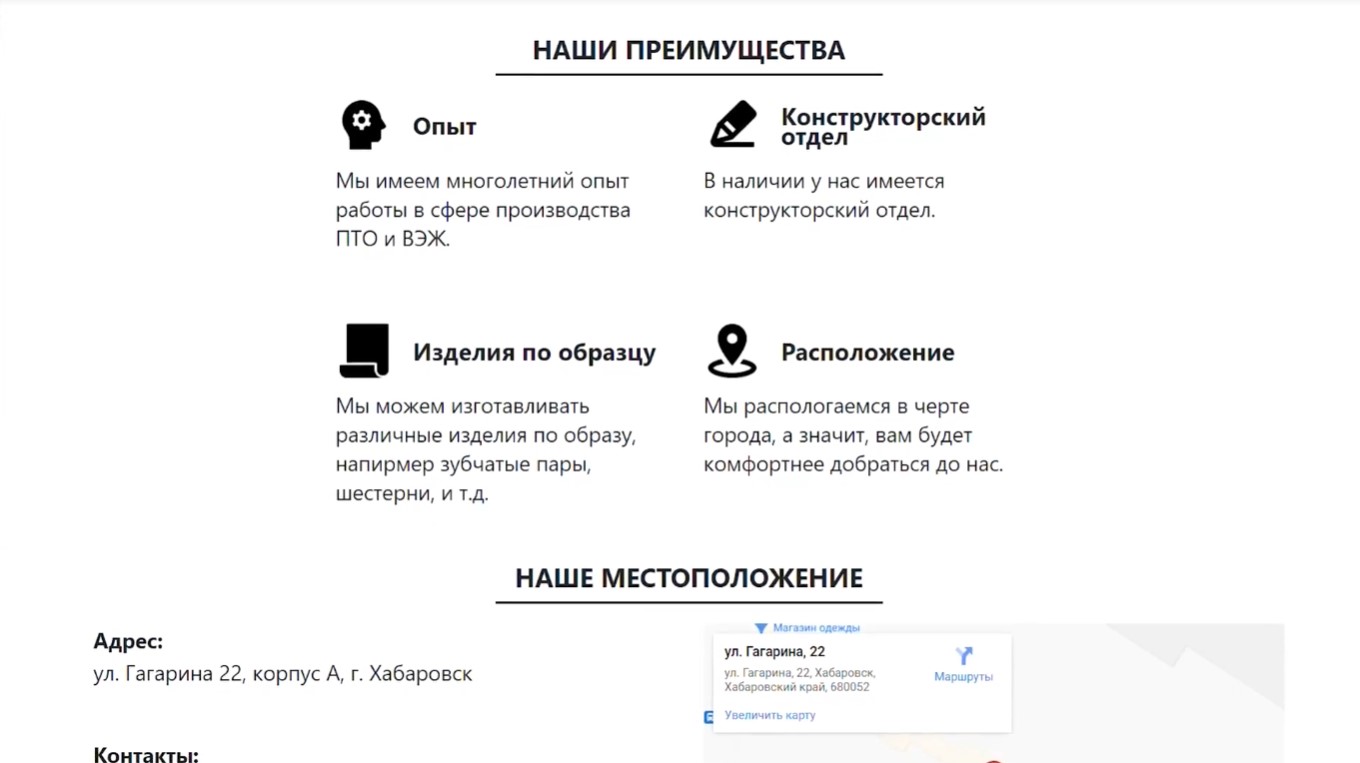 НАШИ ПРЕИМУЩЕСТВА
Опыт
Мы имеем многолетний опыт
работы в сфере производства
ПТО и ВЭЖ.
Конструкторский
отдел
В наличии у нас имеется
конструкторский отдел.
Изделия по образцу
Мы можем изготавливать
различные изделия по образу,
напирмер зубчатые пары,
шестерни, и т.д.
Расположение
Мы распологаемся в черте
города, а значит, вам будет
комфортнее добраться до нас.
НАШЕ МЕСТОПОЛОЖЕНИЕ
Адрес:
ул. Гагарина 22, корпус А, г. Хабаровск
Контакты:
Магазин одежды
ул. Гагарина, 22
ул. Гагарина, 22, Хабаровск,
Хабаровский край, 680052
Маршруты
Увеличить карту